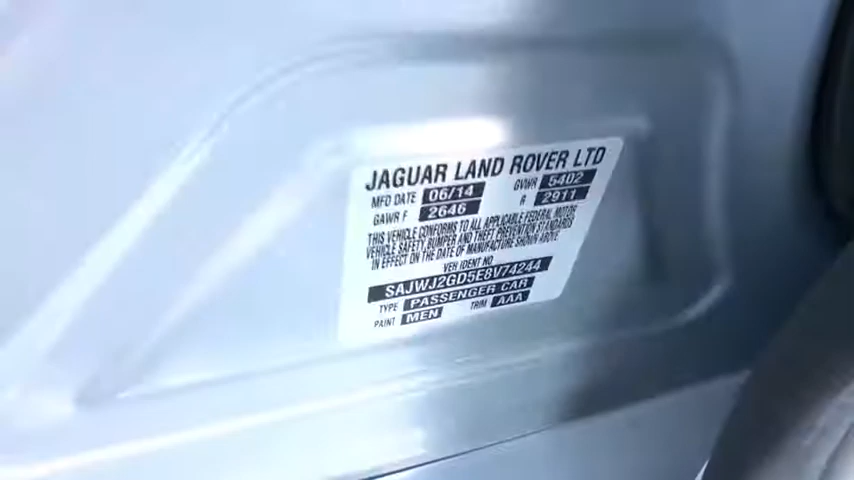 JAGUAR LAND ROVER LTD
MFD DATE 06/14 GVWR 5402
GAWR F 2646 R 2911
THIS VEHICLE CONFORMS TO ALL APPLICABLE FEDERAL MOTOR
VEHICLE SAFETY, BUMPER AND THEFT PREVENTION STANDARDS
IN EFFECT ON THE DATE OF MANUFACTURE SHOWN ABOVE
VEH IDENT NO
SAJWJ2GD5E8V74244
TYPE PASSENGER CAR
PAINT MEN TRIM AAA